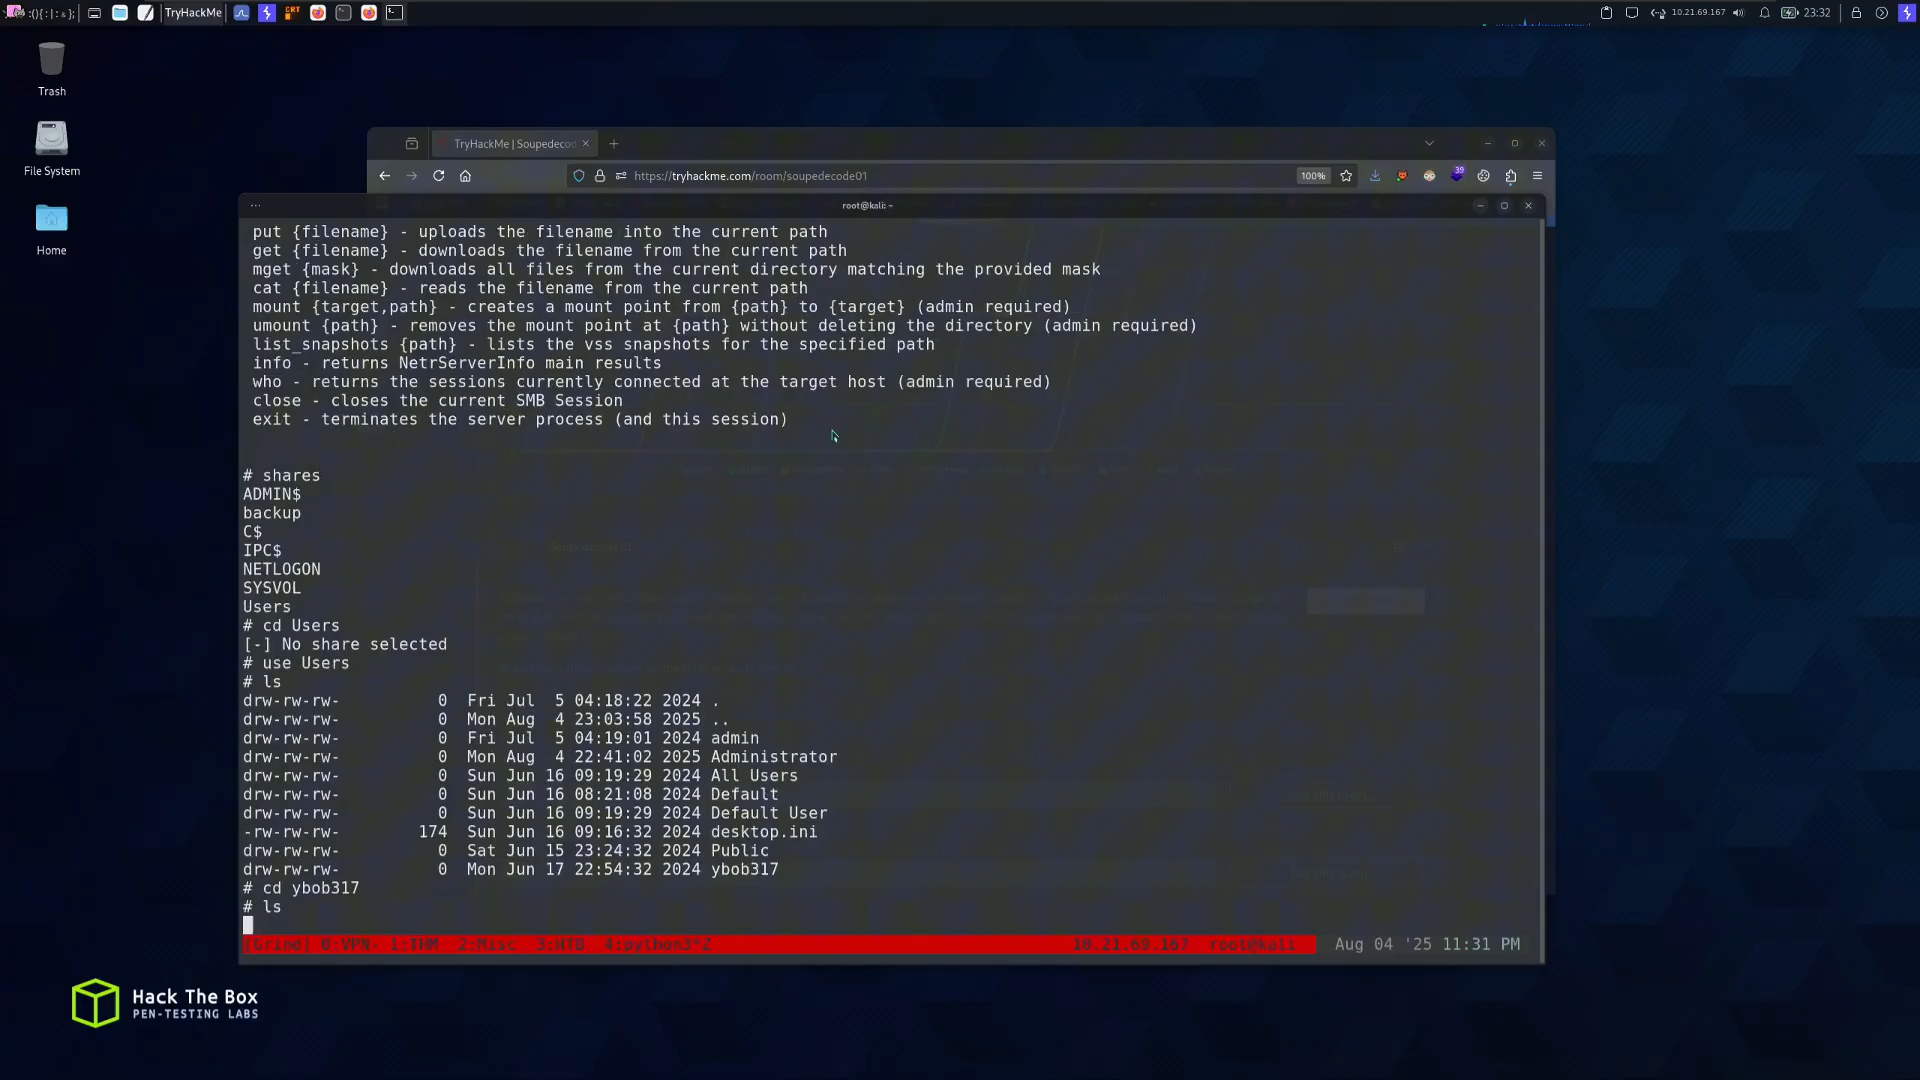 :(){:|:&};
TryHackMe
CRT
10.21.69.167
23:32
Trash
File System
Home
TryHackMe | Soupedecod
https://tryhackme.com/room/soupedecode01
100%
39
root@kali: ~
put {filename} - uploads the filename into the current path
get {filename} - downloads the filename from the current path
mget {mask} - downloads all files from the current directory matching the provided mask
cat {filename} - reads the filename from the current path
mount {target,path} - creates a mount point from {path} to {target} (admin required)
umount {path} - removes the mount point at {path} without deleting the directory (admin required)
list_snapshots {path} - lists the vss snapshots for the specified path
info - returns NetrServerInfo main results
who - returns the sessions currently connected at the target host (admin required)
close - closes the current SMB Session
exit - terminates the server process (and this session)
# shares
ADMIN$
backup
C$
IPC$
NETLOGON
SYSVOL
Users
# cd Users
[-] No share selected
# use Users
# ls
drw-rw-rw- 0 Fri Jul 5 04:18:22 2024 .
drw-rw-rw- 0 Mon Aug 4 23:03:58 2025 ..
drw-rw-rw- 0 Fri Jul 5 04:19:01 2024 admin
drw-rw-rw- 0 Mon Aug 4 22:41:02 2025 Administrator
drw-rw-rw- 0 Sun Jun 16 09:19:29 2024 All Users
drw-rw-rw- 0 Sun Jun 16 08:21:08 2024 Default
drw-rw-rw- 0 Sun Jun 16 09:19:29 2024 Default User
-rw-rw-rw- 174 Sun Jun 16 09:16:32 2024 desktop.ini
drw-rw-rw- 0 Sat Jun 15 23:24:32 2024 Public
drw-rw-rw- 0 Mon Jun 17 22:54:32 2024 ybob317
# cd ybob317
# ls
[Grind] 0:VPN- 1:THM 2:Misc 3:HTB 4:python3*Z 10.21.69.167 root@kali Aug 04 '25 11:31 PM
Hack The Box
PEN-TESTING LABS